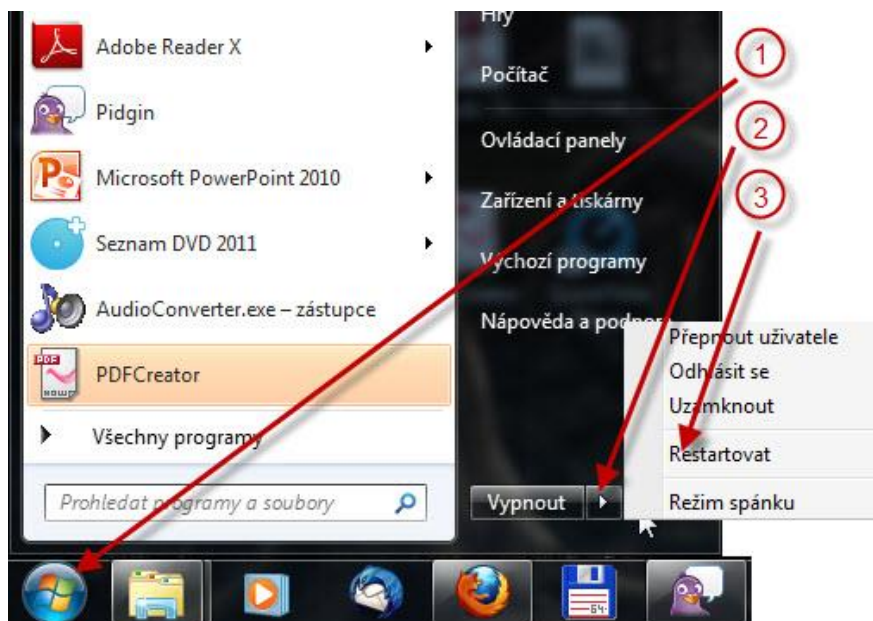 Adobe Reader X
Pidgin
Microsoft PowerPoint 2010
Seznam DVD 2011
AudioConverter.exe – zástupce
PDFCreator
Všechny programy
Prohledat programy a soubory
Hry
Počítač
Ovládací panely
Zařízení a tiskárny
Výchozí programy
Nápověda a podpora
Vypnout
Přepnout uživatele
Odhlásit se
Uzamknout
Restartovat
Režim spánku
1
2
3
PDF
64